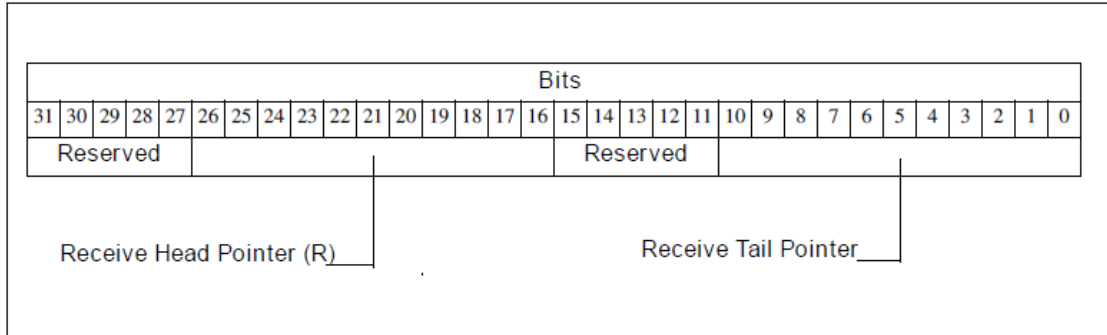 Bits
31 30 29 28 27 26 25 24 23 22 21 20 19 18 17 16 15 14 13 12 11 10 9 8 7 6 5 4 3 2 1 0
Reserved Reserved
Receive Head Pointer (R) Receive Tail Pointer